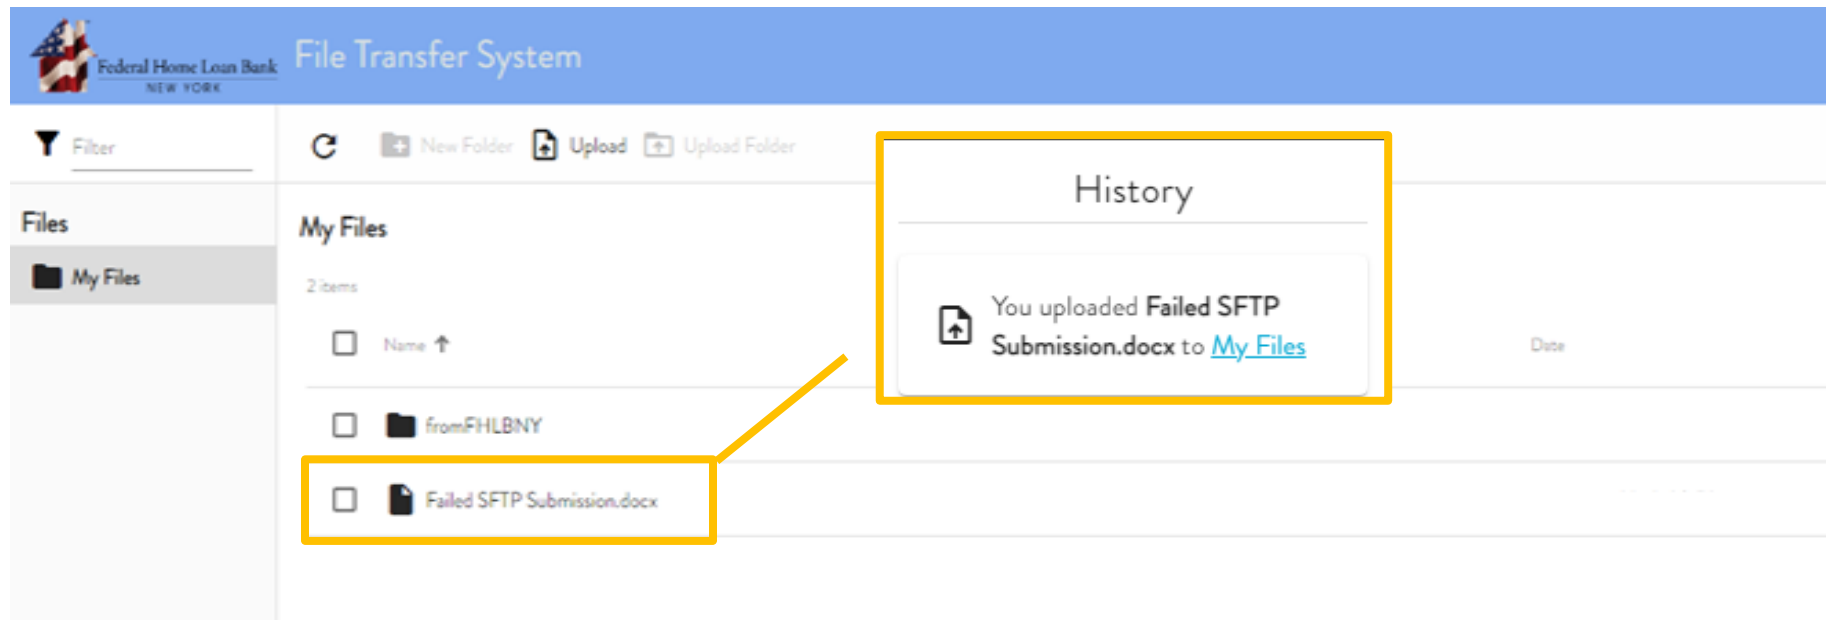 Federal Home Loan Bank
NEW YORK
File Transfer System
Filter
New Folder
Upload
Upload Folder
Files
My Files
My Files
2 items
Name
Date
fromFHLBNY
Failed SFTP Submission.docx
History
You uploaded Failed SFTP
Submission.docx to My Files